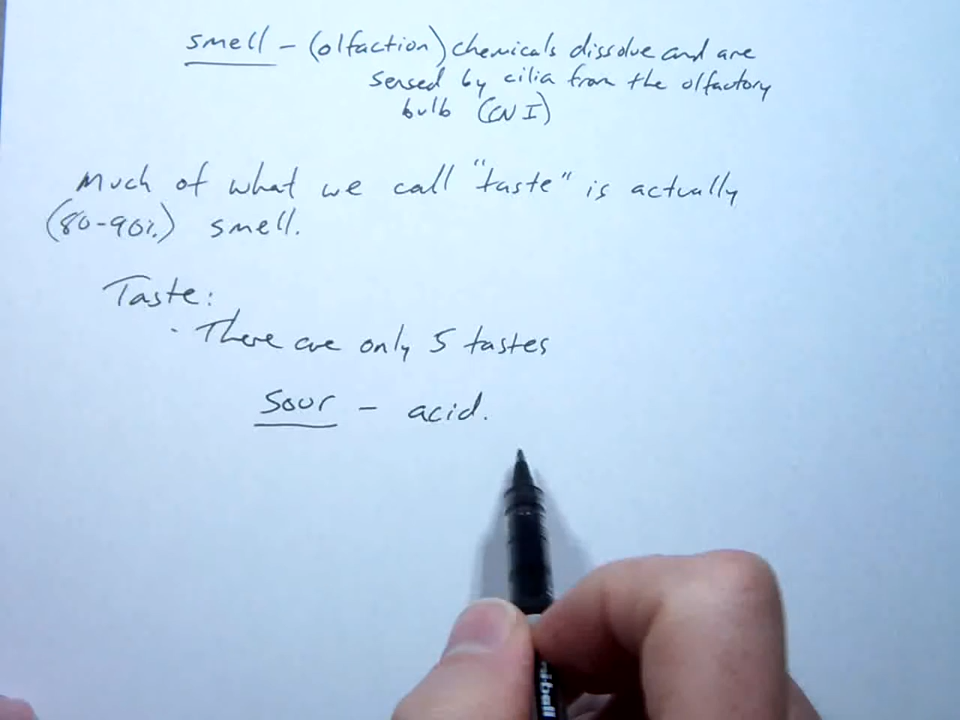 smell - (olfaction) chemicals dissolve and are
sensed by cilia from the olfactory
bulb (CN I)
Much of what we call "taste" is actually
(80-90%) smell.
Taste:
· There are only 5 tastes
Sour - acid.